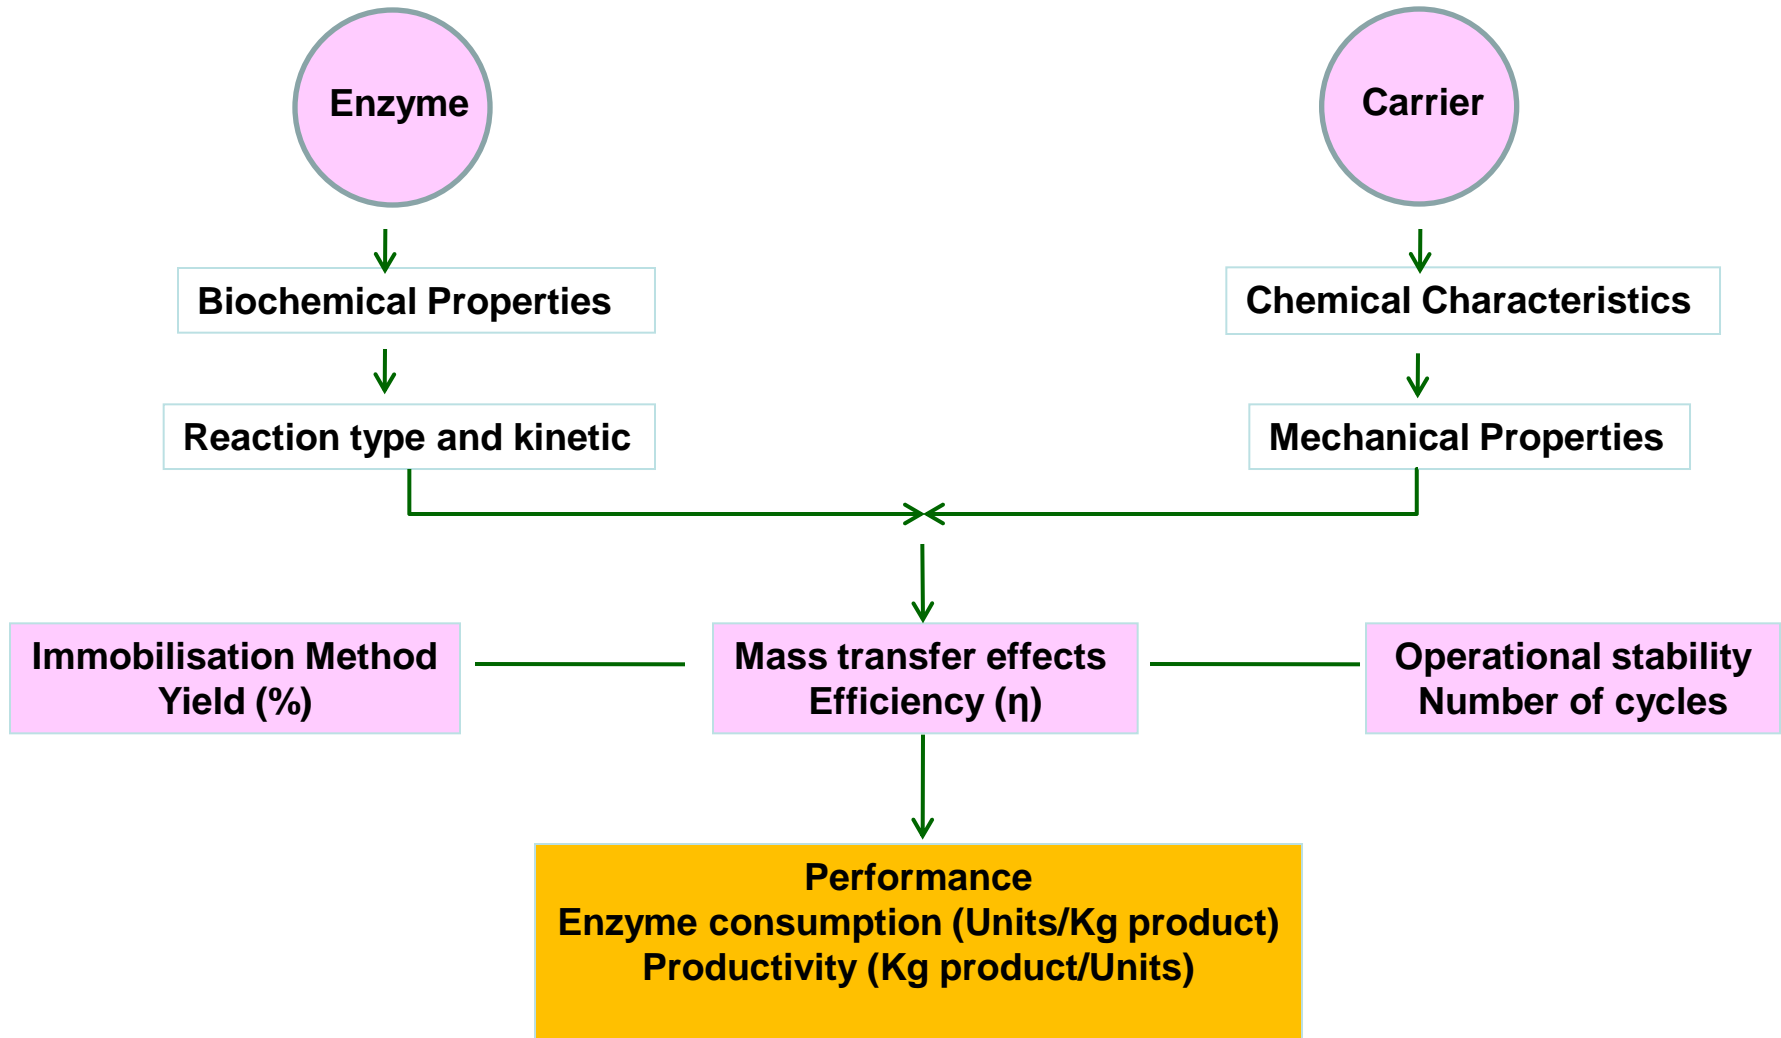 Enzyme
Carrier
Biochemical Properties
Chemical Characteristics
Reaction type and kinetic
Mechanical Properties
Immobilisation Method
Yield (%)
Mass transfer effects
Efficiency (η)
Operational stability
Number of cycles
Performance
Enzyme consumption (Units/Kg product)
Productivity (Kg product/Units)